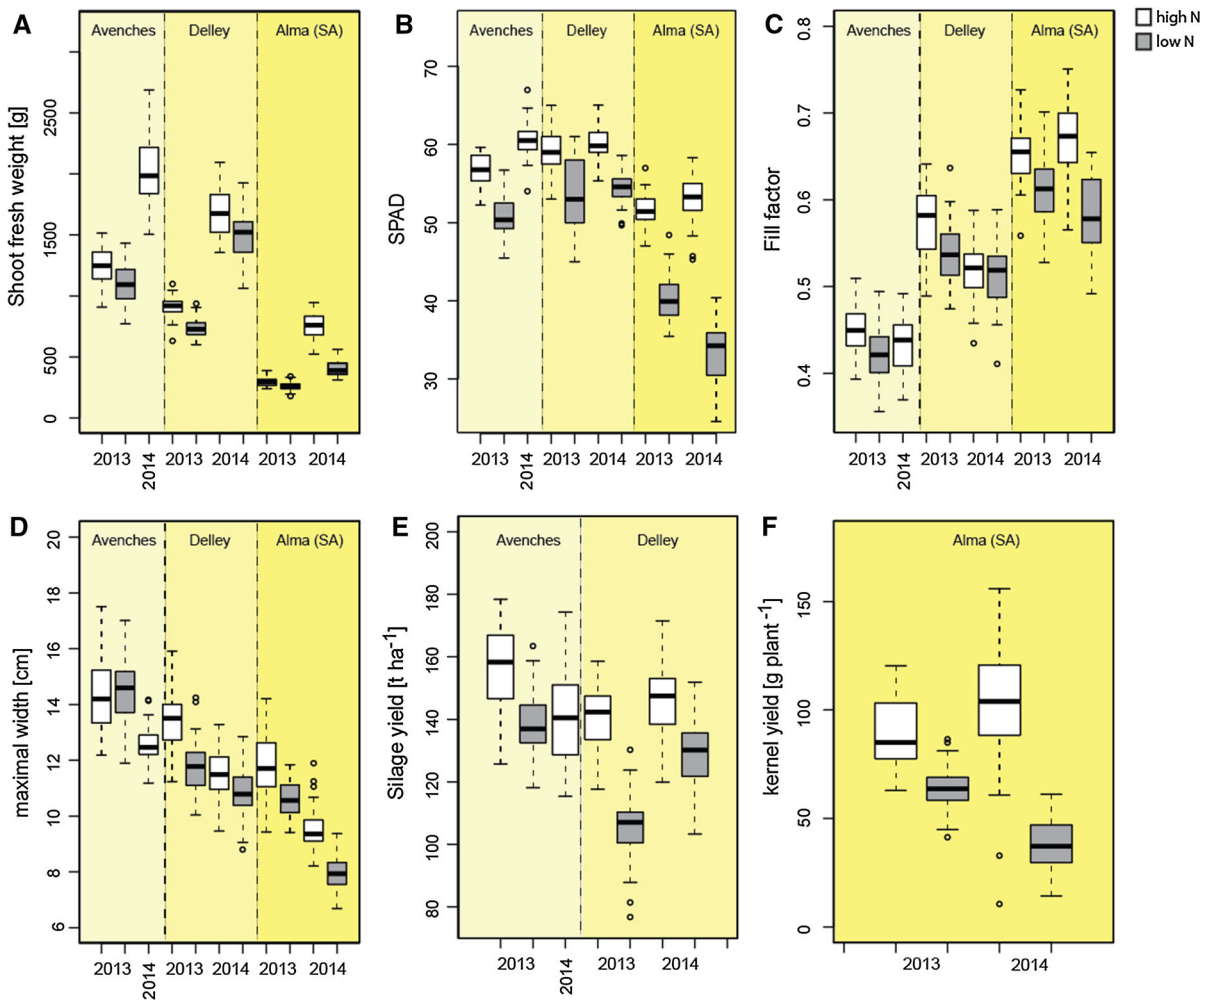 A
Avenches
Delley
Alma (SA)
Shoot fresh weight [g]
2500
1500
500
0
2013
2014
2013
2014
2013
2014
B
Avenches
Delley
Alma (SA)
SPAD
70
60
50
40
30
2013
2014
2013
2014
2013
2014
C
Avenches
Delley
Alma (SA)
Fill factor
0.8
0.7
0.6
0.5
0.4
2013
2014
2013
2014
2013
2014
high N
low N
D
Avenches
Delley
Alma (SA)
maximal width [cm]
20
18
16
14
12
10
8
6
2013
2014
2013
2014
2013
2014
E
Avenches
Delley
Silage yield [t ha-1]
200
180
160
140
120
100
80
2013
2014
2013
2014
F
Alma (SA)
kernel yield [g plant-1]
150
100
50
0
2013
2014